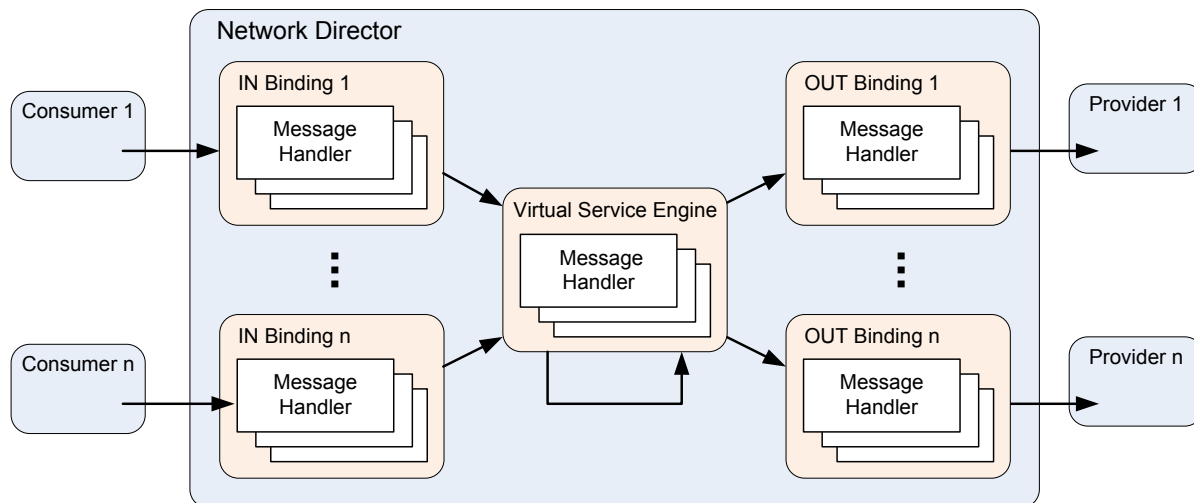 Network Director
Consumer 1
IN Binding 1
Message
Handler
OUT Binding 1
Message
Handler
Provider 1
Virtual Service Engine
Message
Handler
Consumer n
IN Binding n
Message
Handler
OUT Binding n
Message
Handler
Provider n